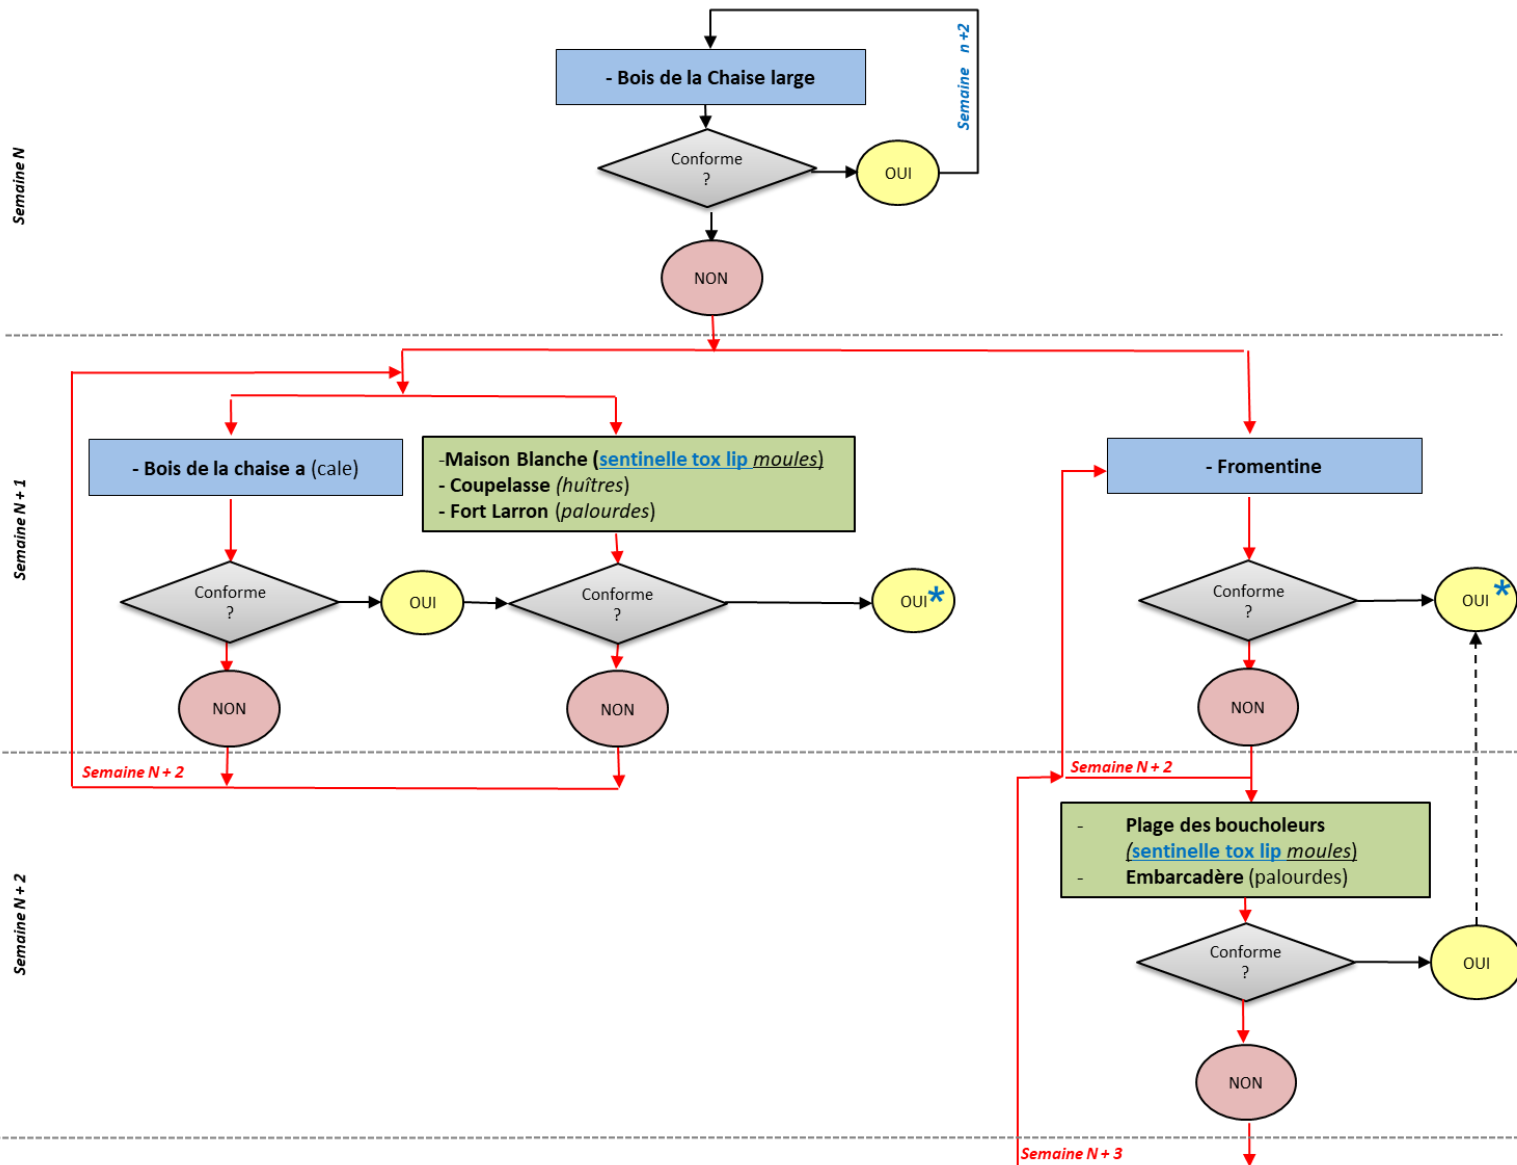 Semaine N
Semaine n +2
- Bois de la Chaise large
Conforme
?
OUI
NON
Semaine N + 1
- Bois de la chaise a (cale)
-Maison Blanche (sentinelle tox lip moules)
- Coupelasse (huîtres)
- Fort Larron (palourdes)
- Fromentine
Conforme
?
OUI
Conforme
?
OUI*
Conforme
?
OUI*
NON
NON
NON
Semaine N + 2
Semaine N + 2
Semaine N + 2
- Plage des boucholeurs
(sentinelle tox lip moules)
- Embarcadère (palourdes)
Conforme
?
OUI
NON
Semaine N + 3